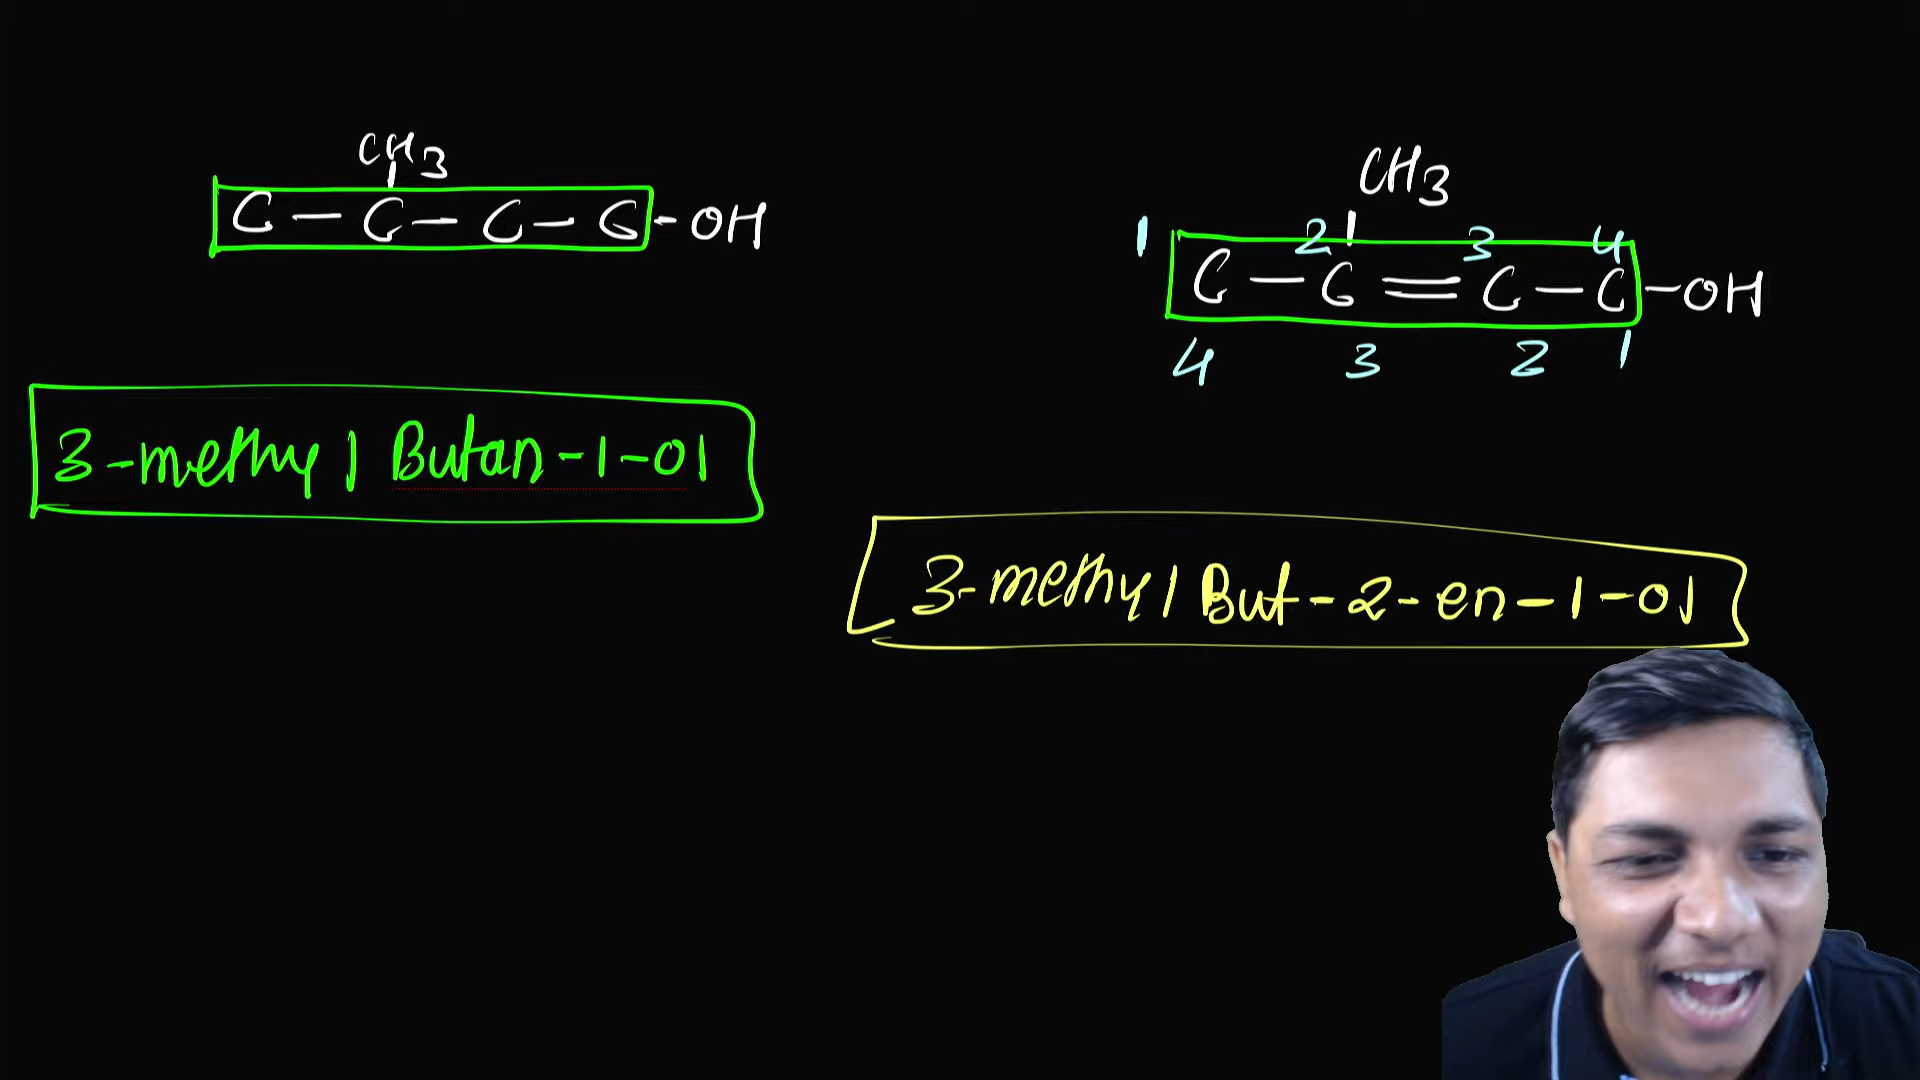 CH3
C - C - C - C - OH
3-methyl Butan-1-ol
CH3
1 2 3 4
C - C = C - C - OH
4 3 2 1
3-methyl But-2-en-1-ol